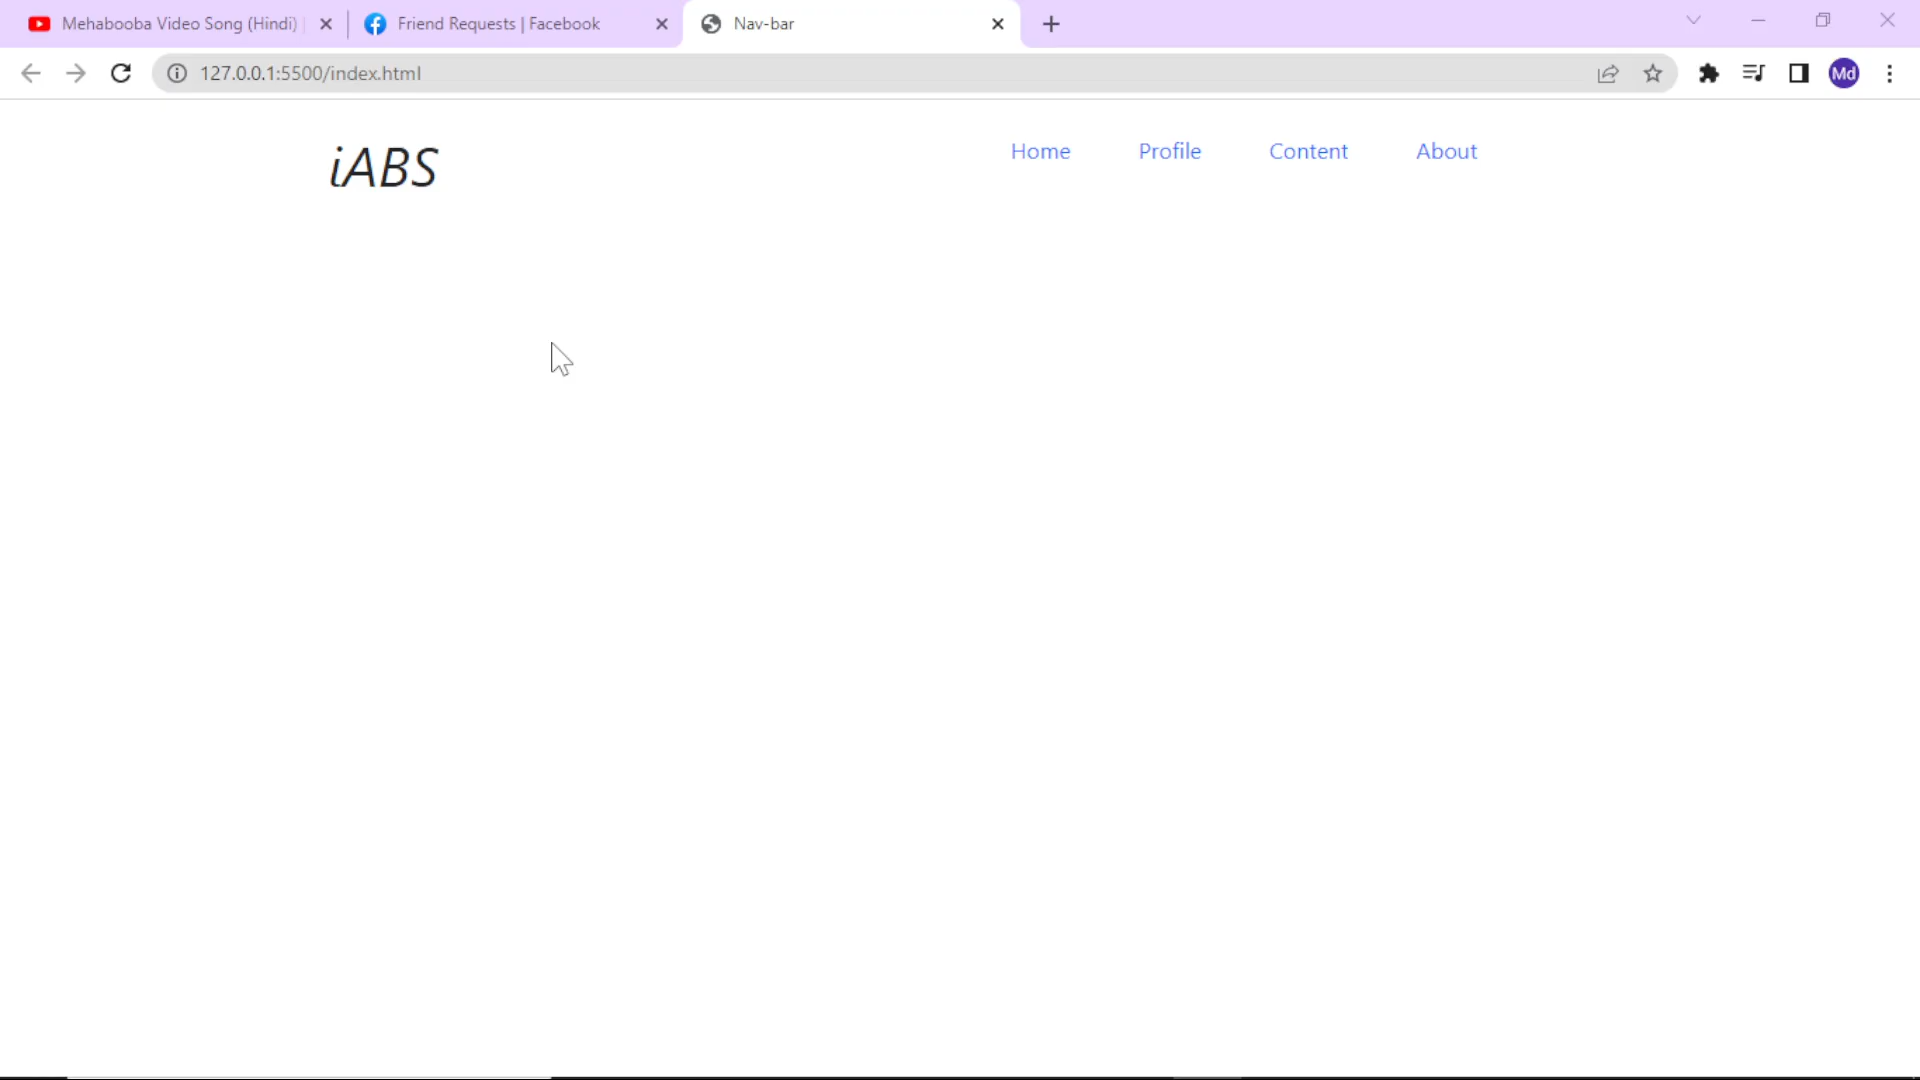 Mehabooba Video Song (Hindi) Friend Requests | Facebook Nav-bar
127.0.0.1:5500/index.html Md
iABS Home Profile Content About